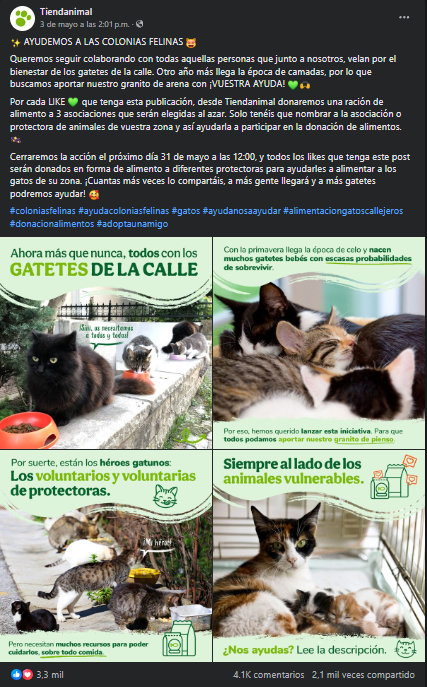 Tiendanimal
3 de mayo a las 2:01 p.m. ·
✨ AYUDEMOS A LAS COLONIAS FELINAS 😺
Queremos seguir colaborando con todas aquellas personas que junto a nosotros, velan por el
bienestar de los gatetes de la calle. Otro año más llega la época de camadas, por lo que
buscamos aportar nuestro granito de arena con ¡VUESTRA AYUDA! 💚🙌
Por cada LIKE 💚 que tenga esta publicación, desde Tiendanimal donaremos una ración de
alimento a 3 asociaciones que serán elegidas al azar. Solo tenéis que nombrar a la asociación o
protectora de animales de vuestra zona y así ayudarla a participar en la donación de alimentos.
Cerraremos la acción el próximo día 31 de mayo a las 12:00, y todos los likes que tenga este post
serán donados en forma de alimento a diferentes protectoras para ayudarles a alimentar a los
gatos de su zona. ¡Cuantas más veces lo compartáis, a más gente llegará y a más gatetes
podremos ayudar! 🥰
#coloniasfelinas #ayudacoloniasfelinas #gatos #ayudanosaayudar #alimentaciongatoscallejeros
#donacionalimentos #adoptaunamigo
Ahora más que nunca, todos con los
GATETES DE LA CALLE
¡Sisi, os necesitamos
a todas y todos!
Con la primavera llega la época de celo y nacen
muchos gatetes bebés con escasas probabilidades
de sobrevivir.
Por eso, hemos querido lanzar esta iniciativa. Para que
todos podamos aportar nuestro granito de pienso.
Por suerte, están los héroes gatunos:
Los voluntarios y voluntarias
de protectoras.
¡Mi héroe!
Pero necesitan muchos recursos para poder
cuidarlos, sobre todo comida.
Siempre al lado de los
animales vulnerables.
¿Nos ayudas? Lee la descripción.
3,3 mil
4.1K comentarios
2,1 mil veces compartido